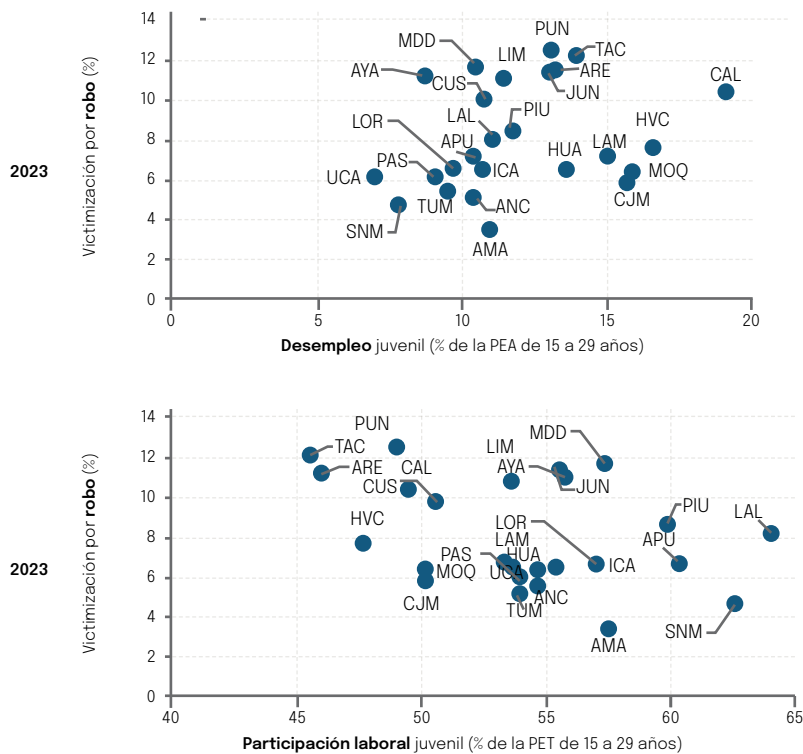 14
12
10
8
6
4
2
0
Victimización por robo (%)
2023
PUN
MDD
LIM
TAC
AYA
ARE
CUS
JUN
CAL
PIU
LAL
LOR
HVC
APU
HUA
LAM
PAS
UCA
ICA
MOQ
CJM
TUM
ANC
SNM
AMA
0 5 10 15 20
Desempleo juvenil (% de la PEA de 15 a 29 años)
14
12
10
8
6
4
2
0
Victimización por robo (%)
2023
PUN
TAC
LIM
MDD
ARE
CAL
AYA
CUS
JUN
HVC
LOR
PIU
LAL
LAM
APU
PAS
HUA
MOQ
UCA
ICA
CJM
TUM
ANC
SNM
AMA
40 45 50 55 60 65
Participación laboral juvenil (% de la PET de 15 a 29 años)